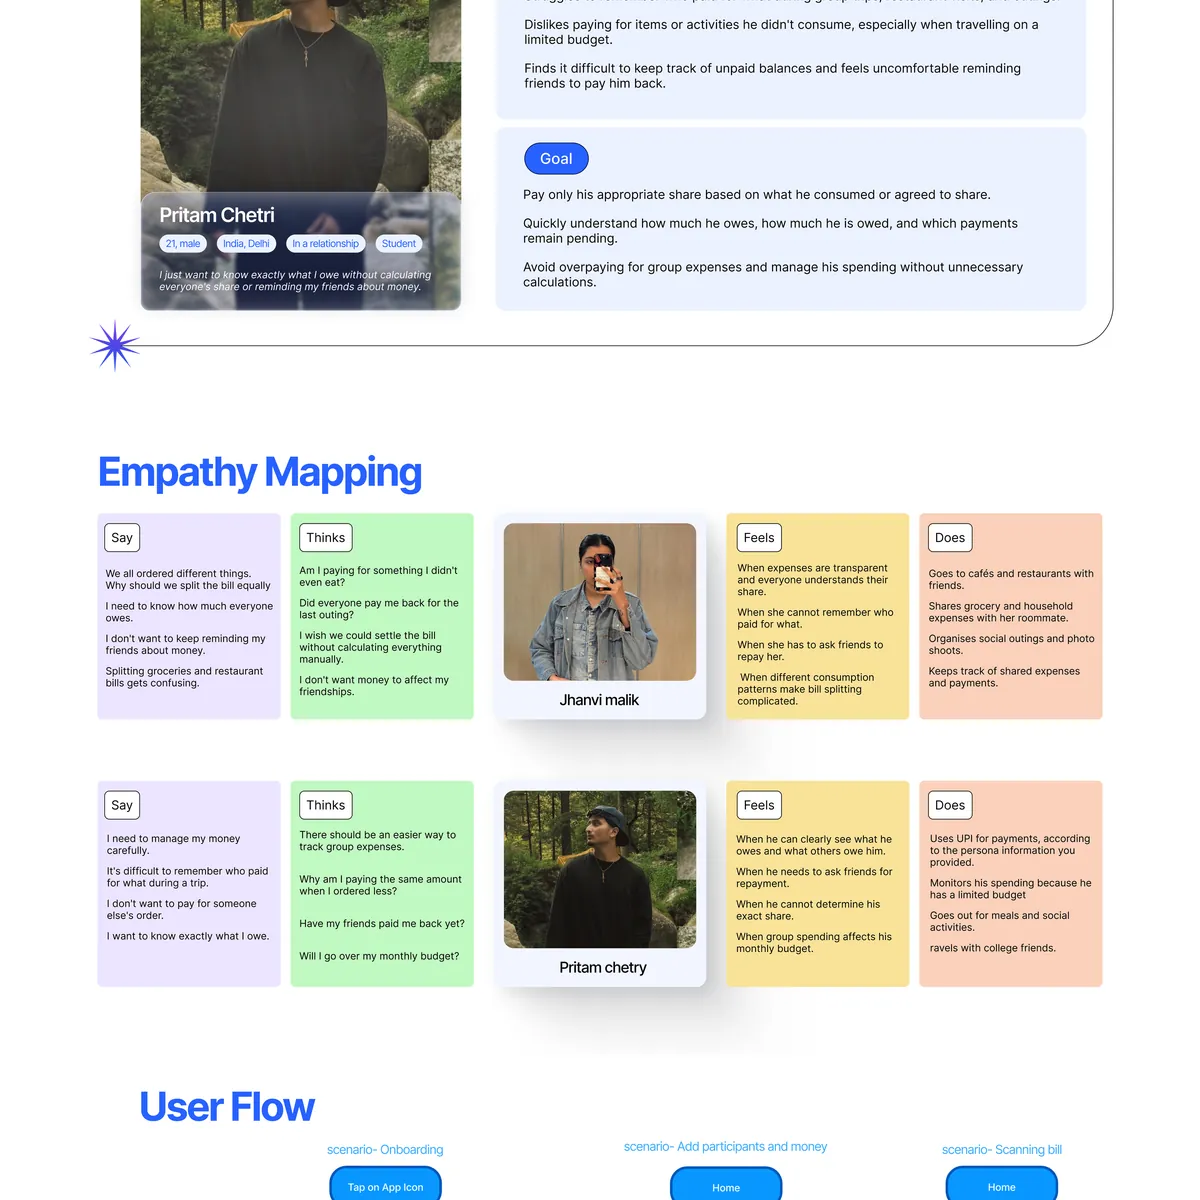 Dislikes paying for items or activities he didn't consume, especially when travelling on a
limited budget.
Finds it difficult to keep track of unpaid balances and feels uncomfortable reminding
friends to pay him back.
Goal
Pay only his appropriate share based on what he consumed or agreed to share.
Quickly understand how much he owes, how much he is owed, and which payments
remain pending.
Avoid overpaying for group expenses and manage his spending without unnecessary
calculations.
Pritam Chetri
21, male
India, Delhi
In a relationship
Student
I just want to know exactly what I owe without calculating
everyone's share or reminding my friends about money.
Empathy Mapping
Say
We all ordered different things.
Why should we split the bill equally
I need to know how much everyone
owes.
I don't want to keep reminding my
friends about money.
Splitting groceries and restaurant
bills gets confusing.
Thinks
Am I paying for something I didn't
even eat?
Did everyone pay me back for the
last outing?
I wish we could settle the bill
without calculating everything
manually.
I don't want money to affect my
friendships.
Jhanvi malik
Feels
When expenses are transparent
and everyone understands their
share.
When she cannot remember who
paid for what.
When she has to ask friends to
repay her.
When different consumption
patterns make bill splitting
complicated.
Does
Goes to cafés and restaurants with
friends.
Shares grocery and household
expenses with her roommate.
Organises social outings and photo
shoots.
Keeps track of shared expenses
and payments.
Say
I need to manage my money
carefully.
It's difficult to remember who paid
for what during a trip.
I don't want to pay for someone
else's order.
I want to know exactly what I owe.
Thinks
There should be an easier way to
track group expenses.
Why am I paying the same amount
when I ordered less?
Have my friends paid me back yet?
Will I go over my monthly budget?
Pritam chetry
Feels
When he can clearly see what he
owes and what others owe him.
When he needs to ask friends for
repayment.
When he cannot determine his
exact share.
When group spending affects his
monthly budget.
Does
Uses UPI for payments, according
to the persona information you
provided.
Monitors his spending because he
has a limited budget
Goes out for meals and social
activities.
ravels with college friends.
User Flow
scenario- Onboarding
scenario- Add participants and money
scenario- Scanning bill
Tap on App Icon
Home
Home